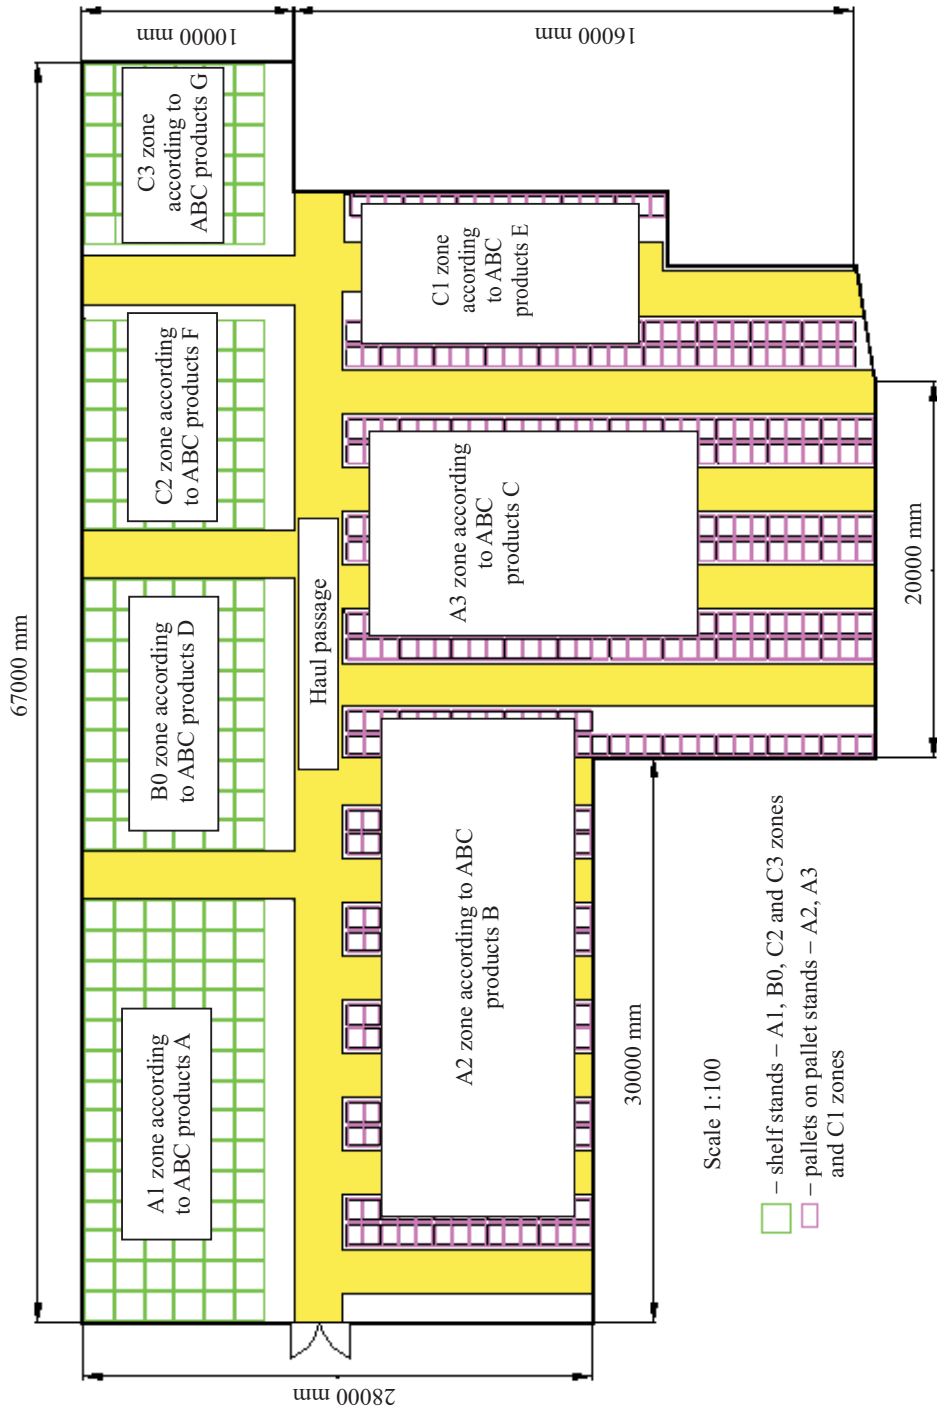 67000 mm
10000 mm
16000 mm
28000 mm
30000 mm
20000 mm
A1 zone according
to ABC products A
B0 zone according
to ABC products D
C2 zone according
to ABC products F
C3 zone
according to
ABC products G
Haul passage
A2 zone according to ABC
products B
A3 zone according
to ABC
products C
C1 zone
according
to ABC
products E
Scale 1:100
– shelf stands – A1, B0, C2 and C3 zones
– pallets on pallet stands – A2, A3
and C1 zones